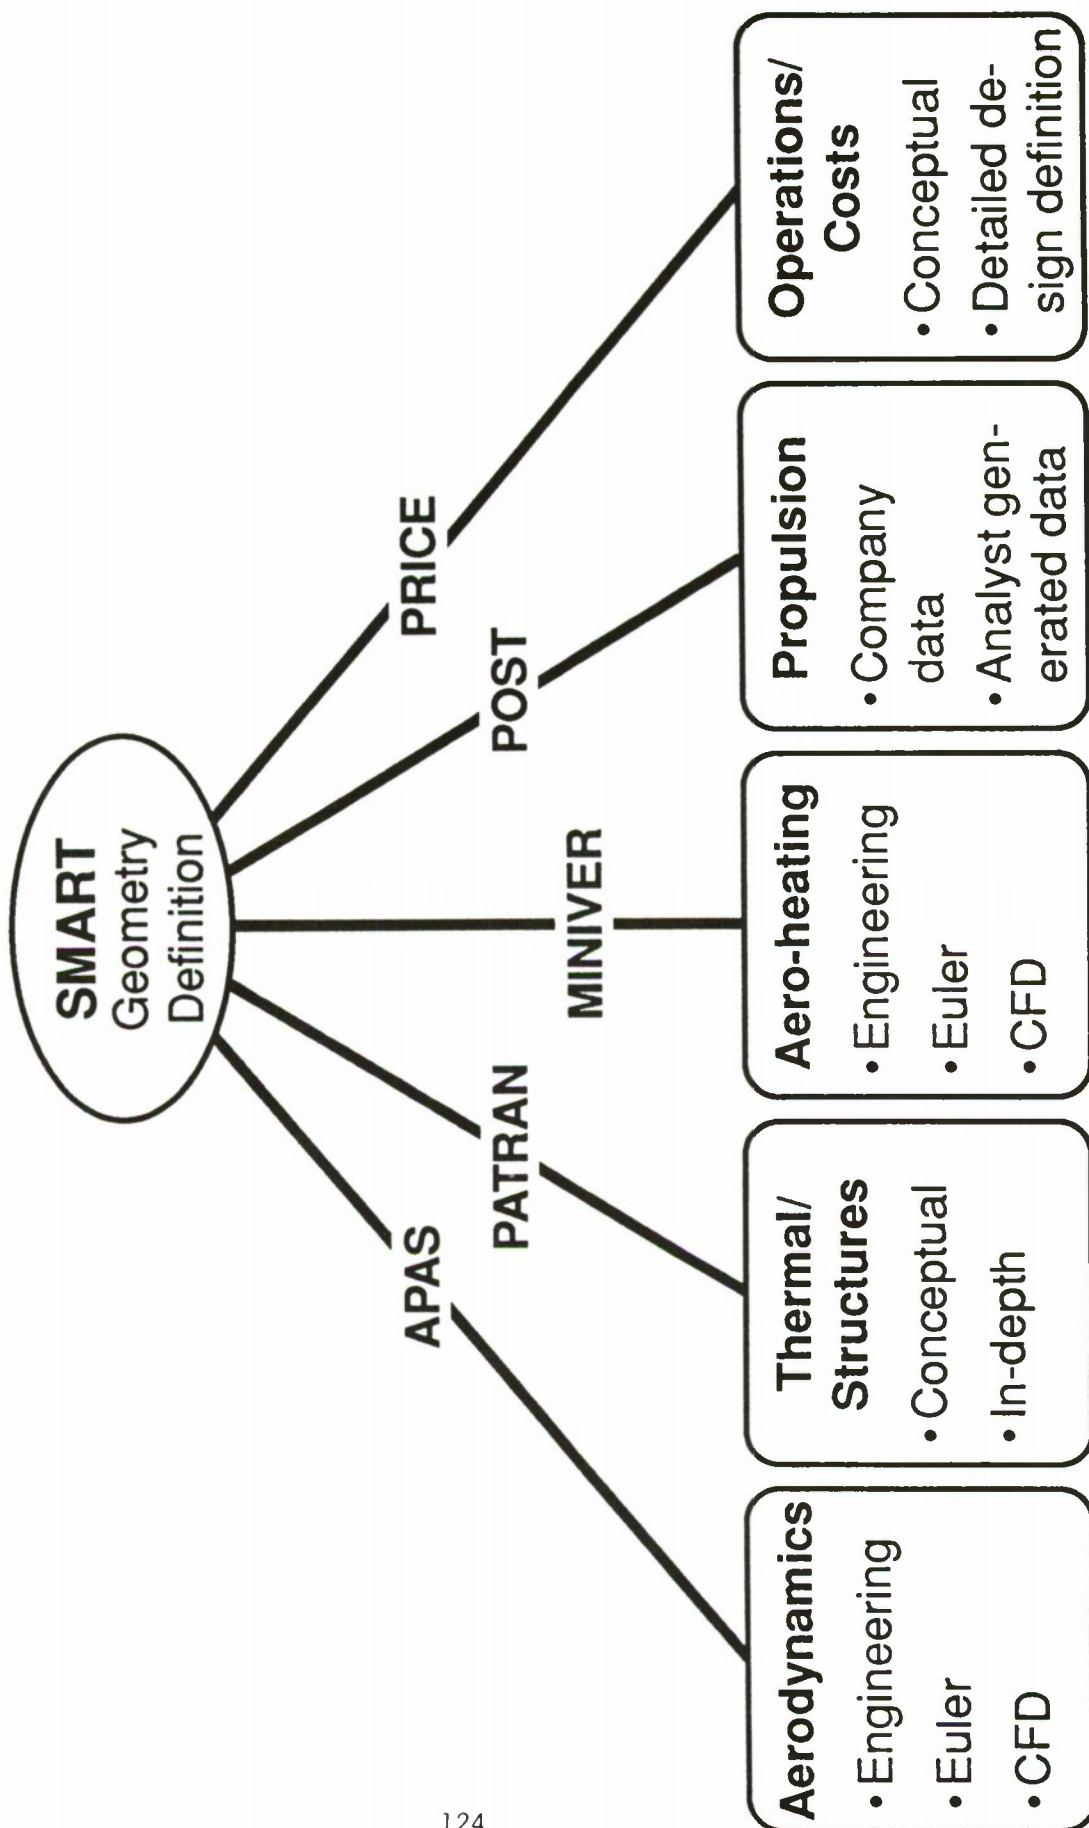 SMART
Geometry
Definition
APAS
PATRAN
MINIVER
POST
PRICE
Aerodynamics
• Engineering
• Euler
• CFD
Thermal/
Structures
• Conceptual
• In-depth
Aero-heating
• Engineering
• Euler
• CFD
Propulsion
• Company
data
• Analyst gen-
erated data
Operations/
Costs
• Conceptual
• Detailed de-
sign definition
124